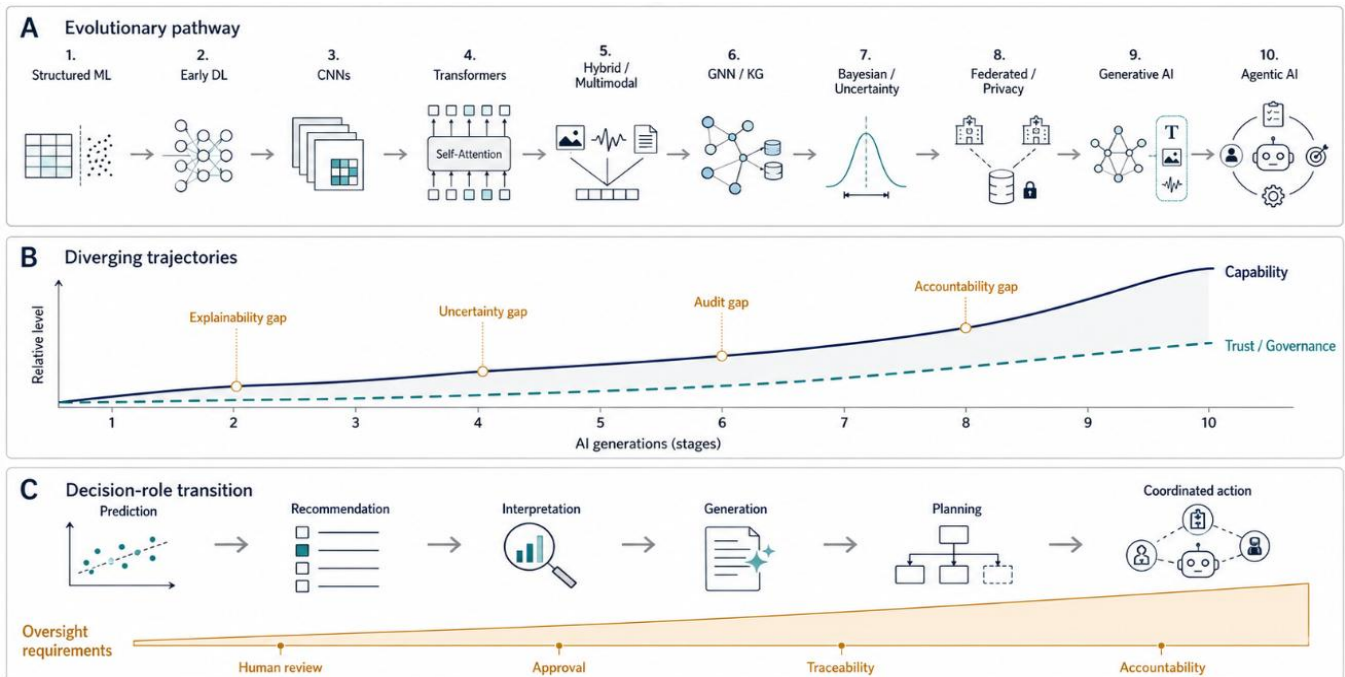 A Evolutionary pathway
1.
Structured ML
2.
Early DL
3.
CNNs
4.
Transformers
5.
Hybrid /
Multimodal
6.
GNN / KG
7.
Bayesian /
Uncertainty
8.
Federated /
Privacy
9.
Generative AI
10.
Agentic AI
Self-Attention
T
B Diverging trajectories
Relative level
Explainability gap
Uncertainty gap
Audit gap
Accountability gap
Capability
Trust / Governance
1 2 3 4 5 6 7 8 9 10
AI generations (stages)
C Decision-role transition
Prediction
Recommendation
Interpretation
Generation
Planning
Coordinated action
Oversight
requirements
Human review
Approval
Traceability
Accountability